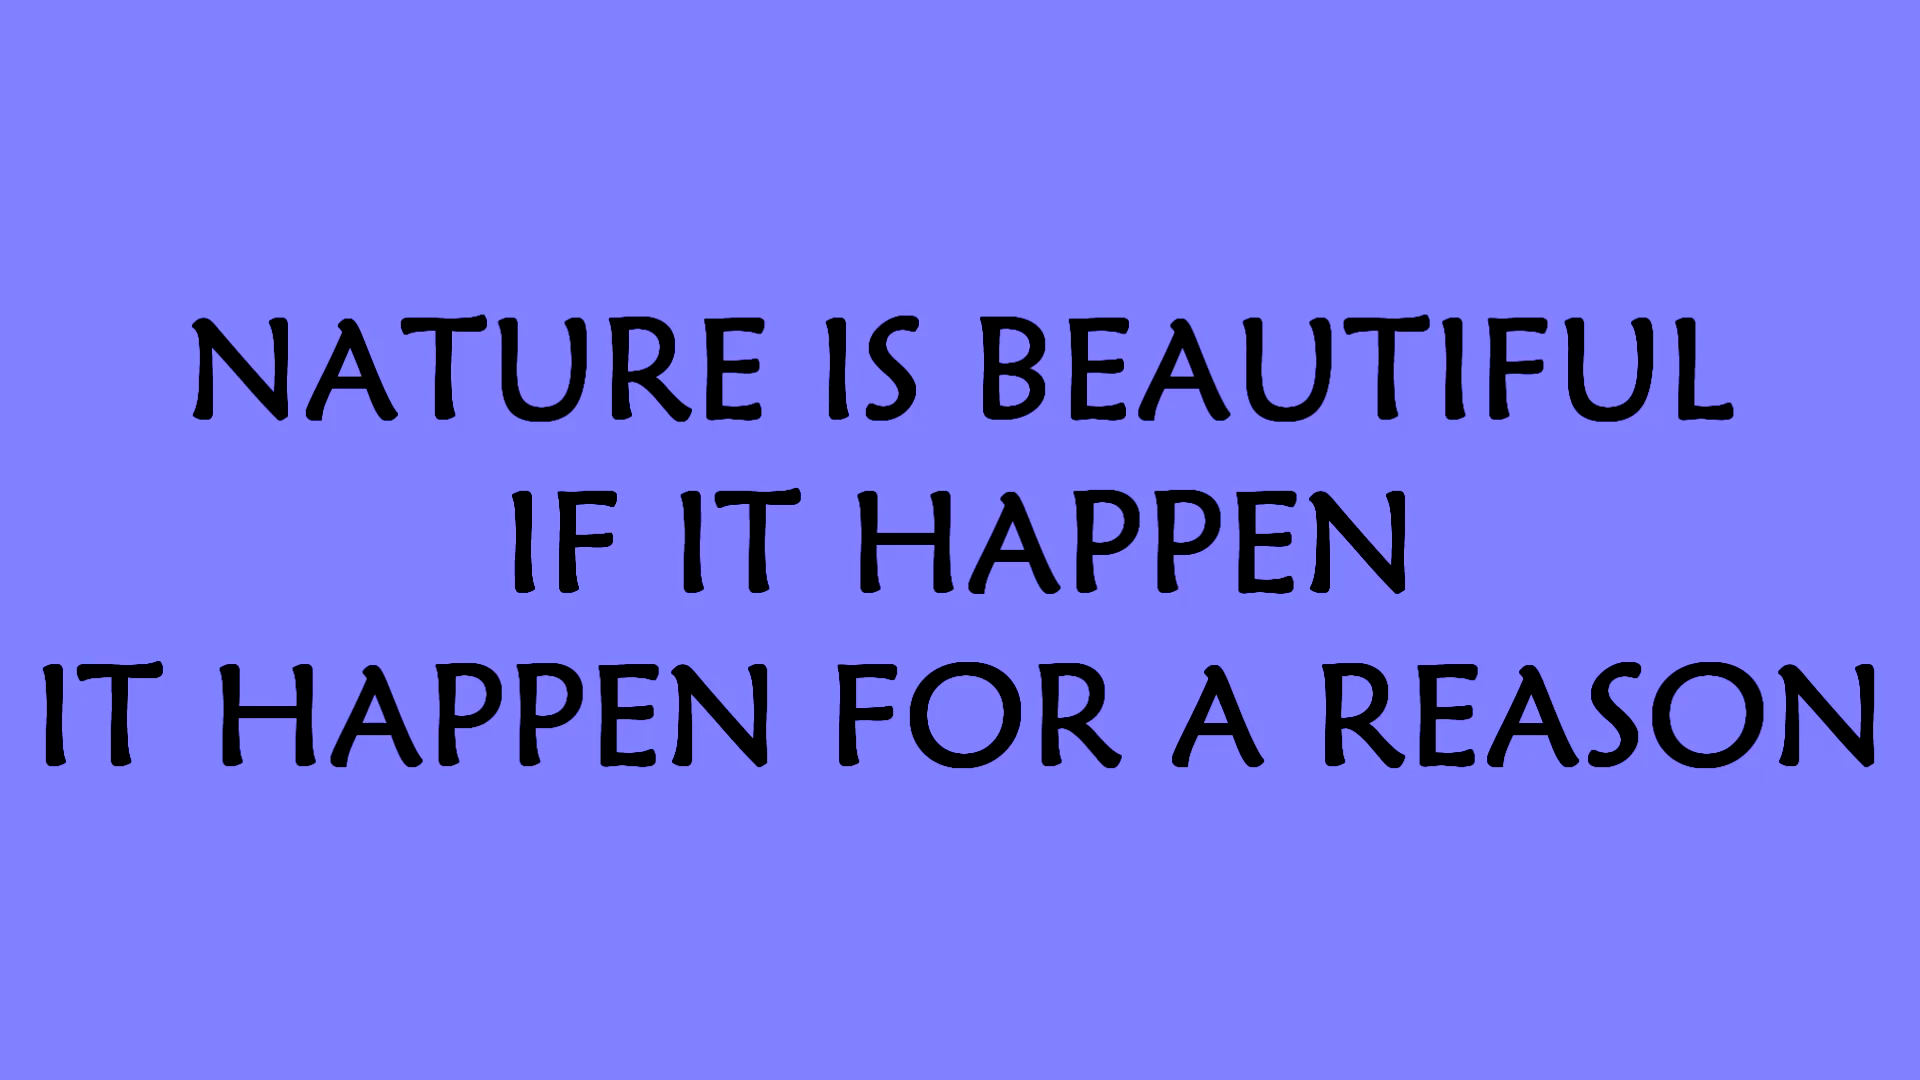 NATURE IS BEAUTIFUL
IF IT HAPPEN
IT HAPPEN FOR A REASON